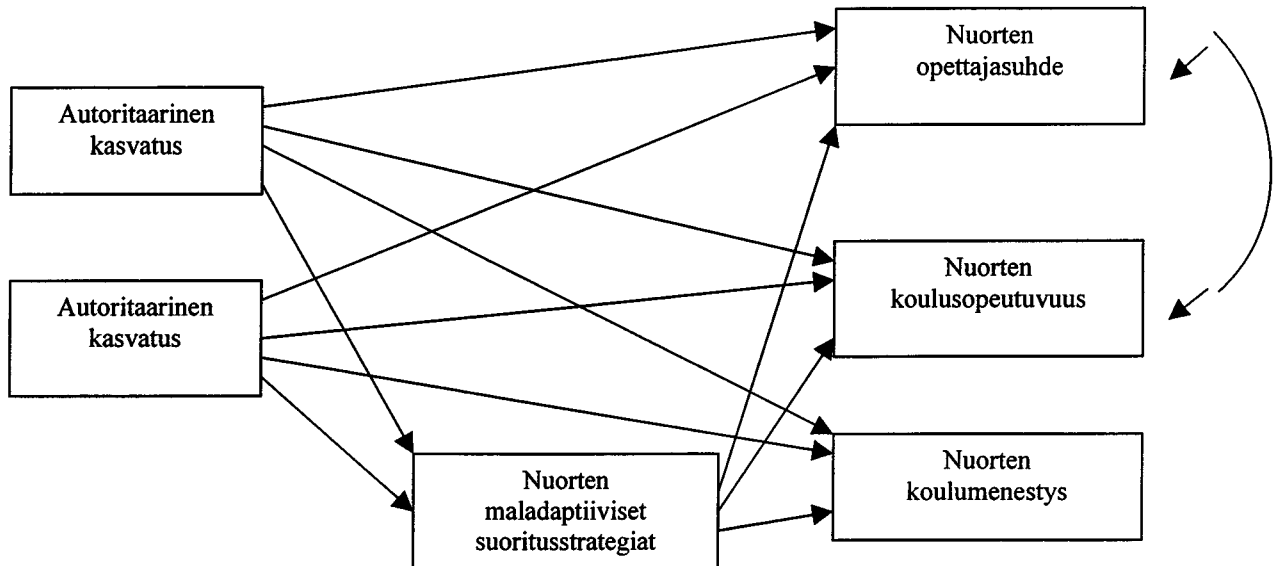 Nuorten
opettajasuhde
Autoritaarinen
kasvatus
Nuorten
koulusopeutuvuus
Autoritaarinen
kasvatus
Nuorten
koulumenestys
Nuorten
maladaptiiviset
suoritusstrategiat